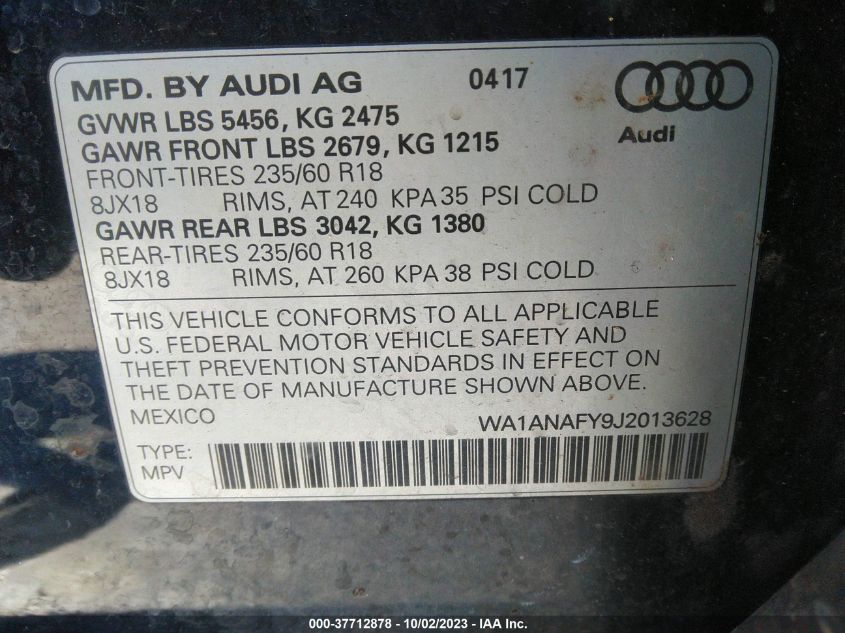 MFD. BY AUDI AG 0417
Audi
GVWR LBS 5456, KG 2475
GAWR FRONT LBS 2679, KG 1215
FRONT-TIRES 235/60 R18
8JX18 RIMS, AT 240 KPA 35 PSI COLD
GAWR REAR LBS 3042, KG 1380
REAR-TIRES 235/60 R18
8JX18 RIMS, AT 260 KPA 38 PSI COLD
THIS VEHICLE CONFORMS TO ALL APPLICABLE
U.S. FEDERAL MOTOR VEHICLE SAFETY AND
THEFT PREVENTION STANDARDS IN EFFECT ON
THE DATE OF MANUFACTURE SHOWN ABOVE.
MEXICO WA1ANAFY9J2013628
TYPE:
MPV
000-37712878 - 10/02/2023 - IAA Inc.